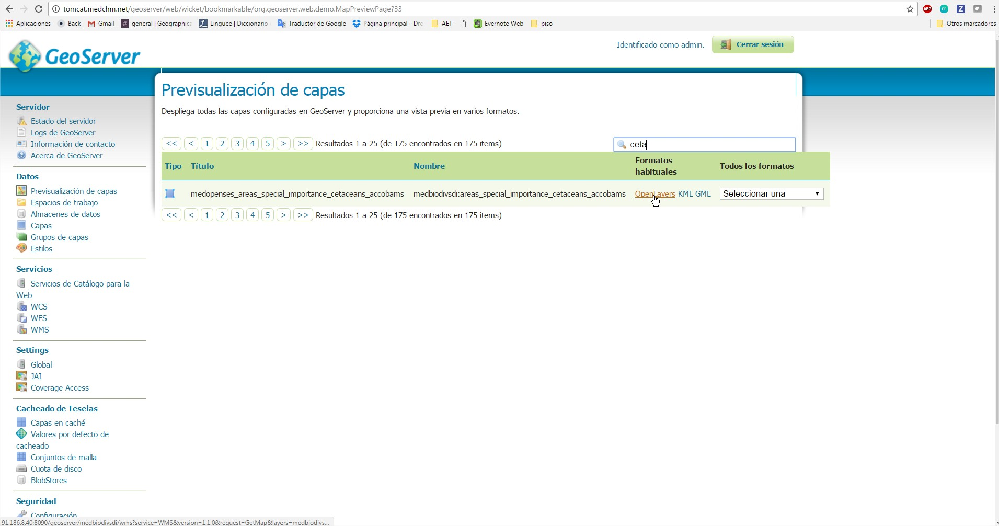 tomcat.medchm.net/geoserver/web/wicket/bookmarkable/org.geoserver.web.demo.MapPreviewPage?33
ABP m Z
Aplicaciones Back Gmail # general | Geographica Linguee | Diccionario Traductor de Google Página principal - Dro AET Evernote Web piso Otros marcadores
GeoServer
Identificado como admin. Cerrar sesión
Previsualización de capas
Despliega todas las capas configuradas en GeoServer y proporciona una vista previa en varios formatos.
<< < 1 2 3 4 5 > >> Resultados 1 a 25 (de 175 encontrados en 175 items) ceta
Tipo Título Nombre Formatos habituales Todos los formatos
medopenses_areas_special_importance_cetaceans_accobams medbiodivsdi:areas_special_importance_cetaceans_accobams OpenLayers KML GML Seleccionar una
<< < 1 2 3 4 5 > >> Resultados 1 a 25 (de 175 encontrados en 175 items)
Servidor
Estado del servidor
Logs de GeoServer
Información de contacto
Acerca de GeoServer
Datos
Previsualización de capas
Espacios de trabajo
Almacenes de datos
Capas
Grupos de capas
Estilos
Servicios
Servicios de Catálogo para la
Web
WCS
WFS
WMS
Settings
Global
JAI
Coverage Access
Cacheado de Teselas
Capas en caché
Valores por defecto de
cacheado
Conjuntos de malla
Cuota de disco
BlobStores
Seguridad
Configuración
91.186.8.40:8090/geoserver/medbiodivsdi/wms?service=WMS&version=1.1.0&request=GetMap&layers=medbiodivs...